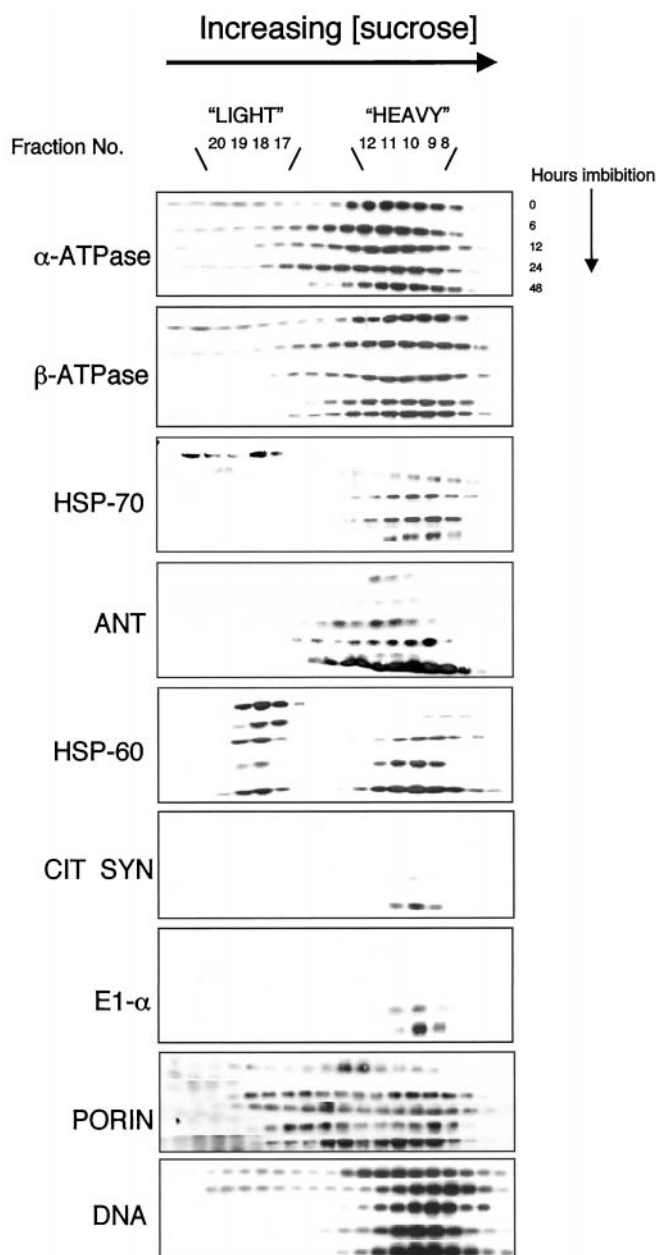 Increasing [sucrose]
"LIGHT" "HEAVY"
Fraction No. 20 19 18 17 12 11 10 9 8
Hours imbibition
0
6
12
24
48
α-ATPase
β-ATPase
HSP-70
ANT
HSP-60
CIT SYN
E1-α
PORIN
DNA